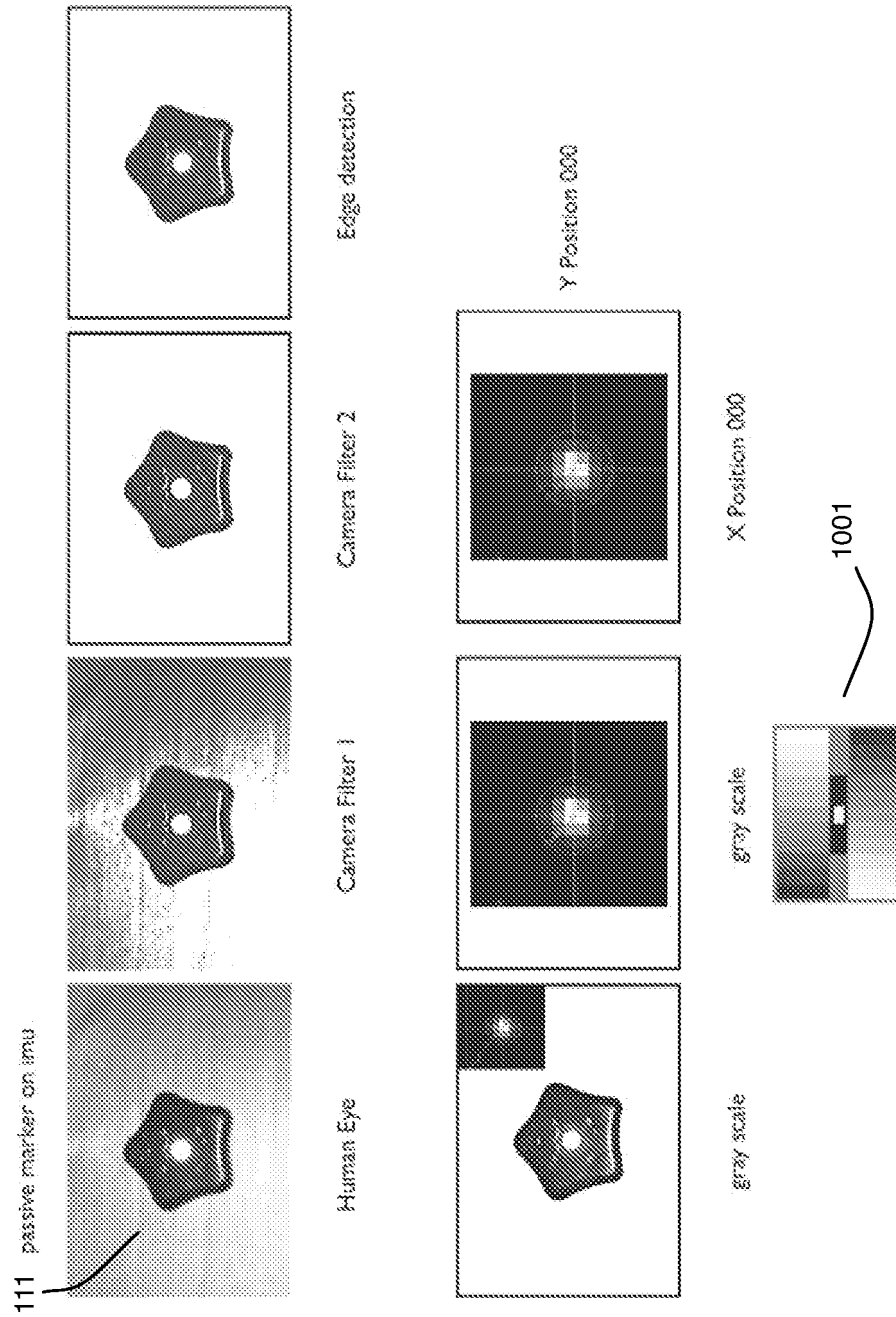 passive marker on imu
111
Human Eye
Camera Filter 1
Camera Filter 2
Edge detection
gray scale
gray scale
X Position 000
Y Position 000
1001